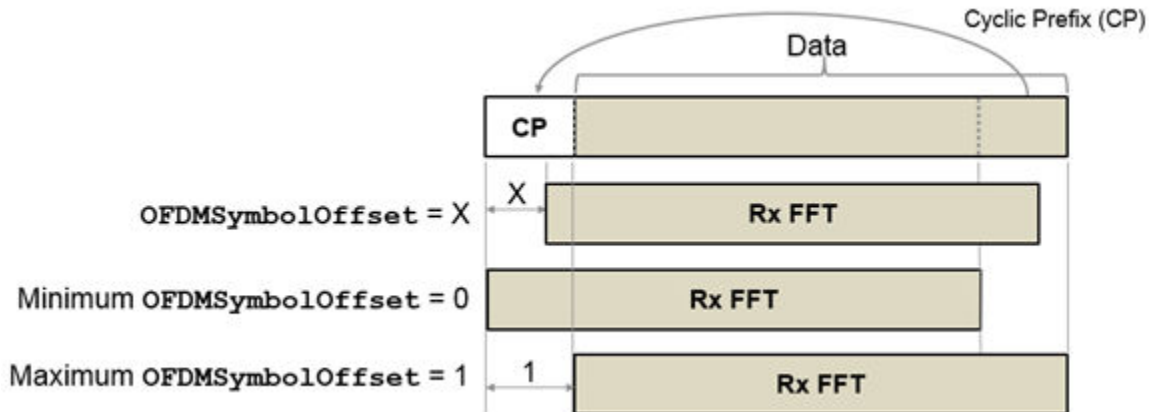 Cyclic Prefix (CP)
Data
CP
X
OFDMSymbolOffset = X
Rx FFT
Minimum OFDMSymbolOffset = 0
Rx FFT
Maximum OFDMSymbolOffset = 1
1
Rx FFT